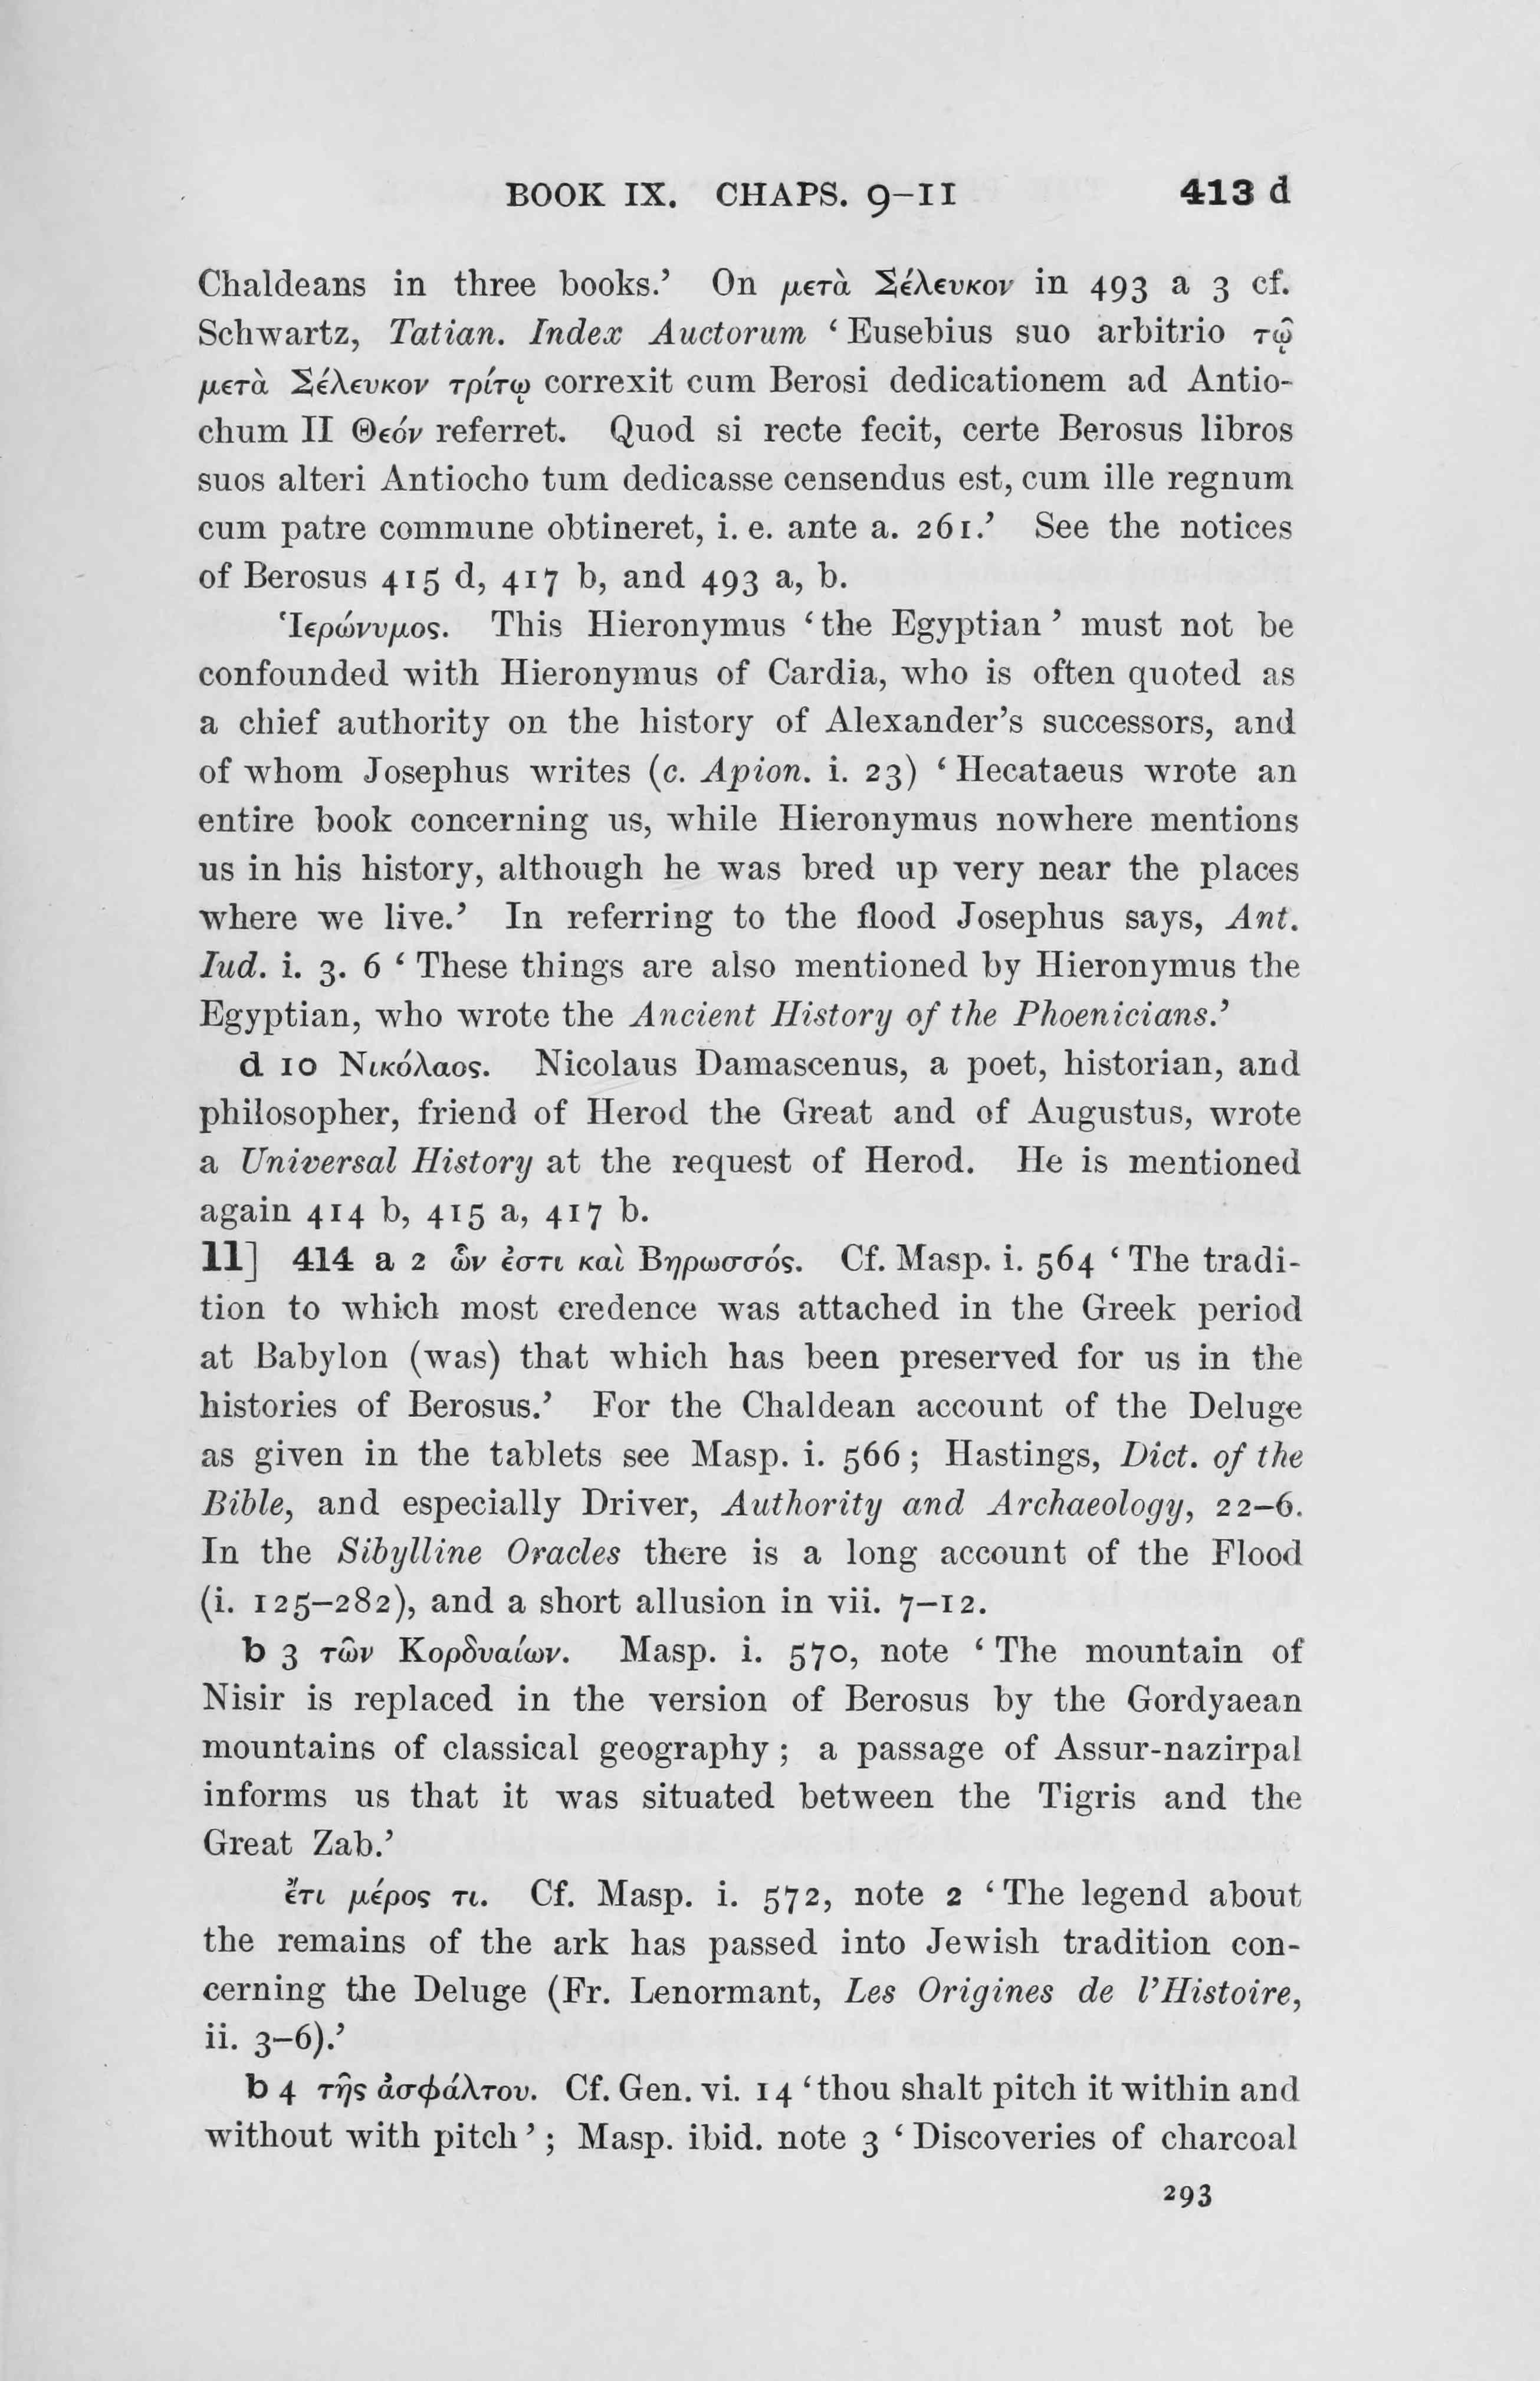 BOOK IX. CHAPS. 9–11 413 d
Chaldeans in three books.’ On μετὰ Σέλευκον in 493 a 3 cf.
Schwartz, Tatian. Index Auctorum ‘ Eusebius suo arbitrio τῷ
μετὰ Σέλευκον τρίτῳ correxit cum Berosi dedicationem ad Antio-
chum II Θεόν referret. Quod si recte fecit, certe Berosus libros
suos alteri Antiocho tum dedicasse censendus est, cum ille regnum
cum patre commune obtineret, i. e. ante a. 261.’ See the notices
of Berosus 415 d, 417 b, and 493 a, b.
Ἱερώνυμος. This Hieronymus ‘ the Egyptian ’ must not be
confounded with Hieronymus of Cardia, who is often quoted as
a chief authority on the history of Alexander’s successors, and
of whom Josephus writes (c. Apion. i. 23) ‘ Hecataeus wrote an
entire book concerning us, while Hieronymus nowhere mentions
us in his history, although he was bred up very near the places
where we live.’ In referring to the flood Josephus says, Ant.
Iud. i. 3. 6 ‘ These things are also mentioned by Hieronymus the
Egyptian, who wrote the Ancient History of the Phoenicians.’
d 10 Νικόλαος. Nicolaus Damascenus, a poet, historian, and
philosopher, friend of Herod the Great and of Augustus, wrote
a Universal History at the request of Herod. He is mentioned
again 414 b, 415 a, 417 b.
11] 414 a 2 ὧν ἐστι καὶ Βηρωσσός. Cf. Masp. i. 564 ‘ The tradi-
tion to which most credence was attached in the Greek period
at Babylon (was) that which has been preserved for us in the
histories of Berosus.’ For the Chaldean account of the Deluge
as given in the tablets see Masp. i. 566 ; Hastings, Dict. of the
Bible, and especially Driver, Authority and Archaeology, 22–6.
In the Sibylline Oracles there is a long account of the Flood
(i. 125–282), and a short allusion in vii. 7–12.
b 3 τῶν Κορδυαίων. Masp. i. 570, note ‘ The mountain of
Nisir is replaced in the version of Berosus by the Gordyaean
mountains of classical geography ; a passage of Assur-nazirpal
informs us that it was situated between the Tigris and the
Great Zab.’
ἔτι μέρος τι. Cf. Masp. i. 572, note 2 ‘ The legend about
the remains of the ark has passed into Jewish tradition con-
cerning the Deluge (Fr. Lenormant, Les Origines de l’Histoire,
ii. 3–6).’
b 4 τῆς ἀσφάλτου. Cf. Gen. vi. 14 ‘ thou shalt pitch it within and
without with pitch ’ ; Masp. ibid. note 3 ‘ Discoveries of charcoal
293